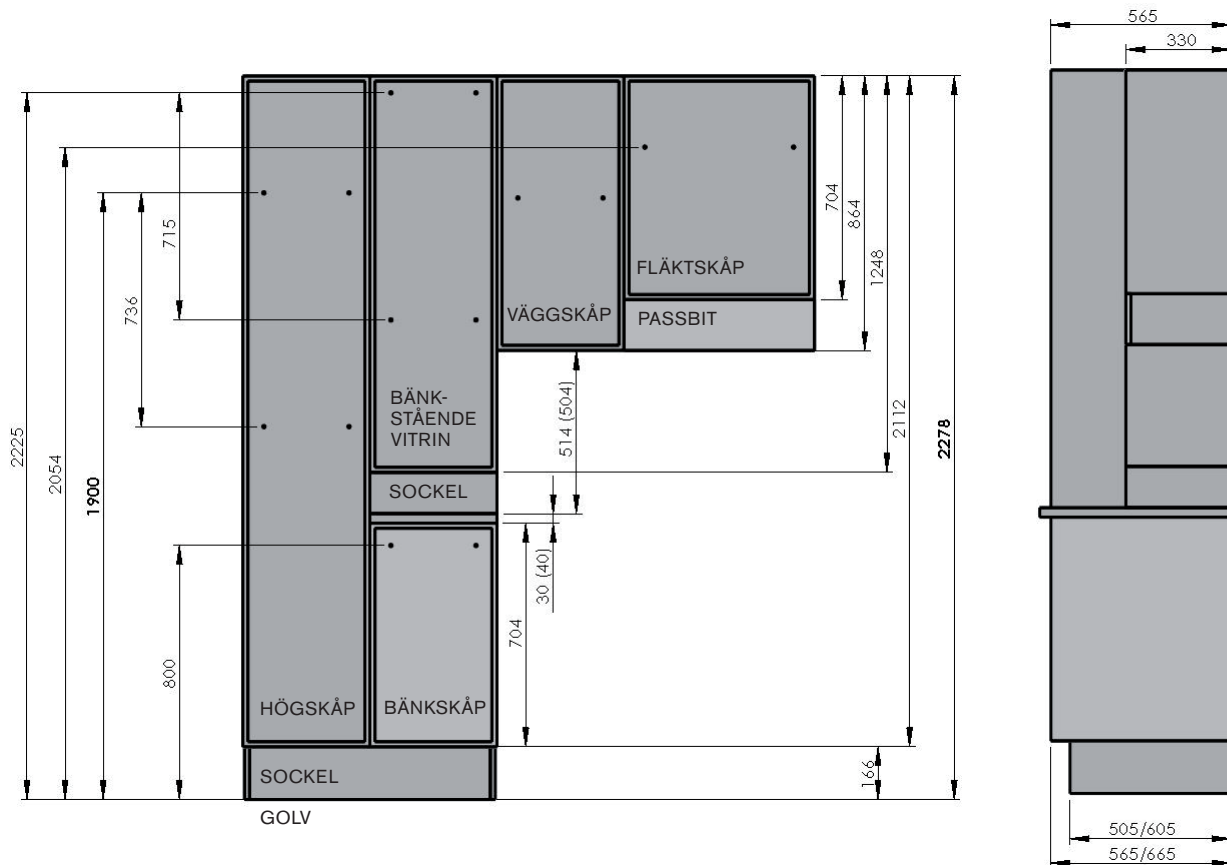 565
330
2225
2054
1900
736
715
800
704
864
1248
2112
2278
FLÄKTSKÅP
VÄGGSKÅP
PASSBIT
BÄNK-
STÅENDE
VITRIN
514 (504)
SOCKEL
30 (40)
704
HÖGSKÅP
BÄNKSKÅP
166
SOCKEL
GOLV
505/605
565/665